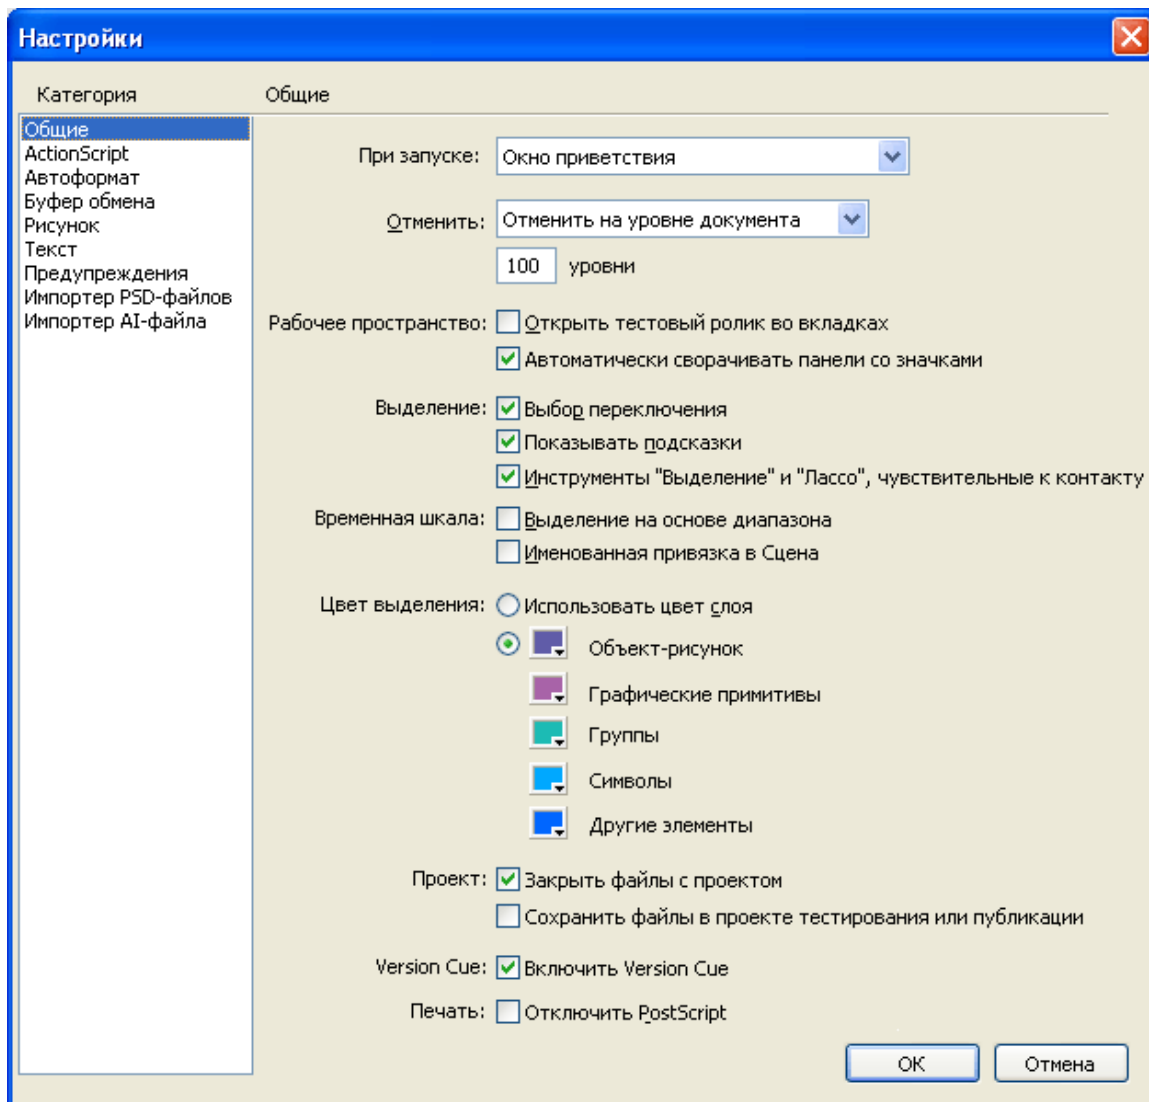 Настройки
Категория
Общие
Общие
ActionScript
Автоформат
Буфер обмена
Рисунок
Текст
Предупреждения
Импортер PSD-файлов
Импортер AI-файла
При запуске: Окно приветствия
Отменить: Отменить на уровне документа
100 уровни
Рабочее пространство: Открыть тестовый ролик во вкладках
Автоматически сворачивать панели со значками
Выделение: Выбор переключения
Показывать подсказки
Инструменты "Выделение" и "Лассо", чувствительные к контакту
Временная шкала: Выделение на основе диапазона
Именованная привязка в Сцена
Цвет выделения: Использовать цвет слоя
Объект-рисунок
Графические примитивы
Группы
Символы
Другие элементы
Проект: Закрыть файлы с проектом
Сохранить файлы в проекте тестирования или публикации
Version Cue: Включить Version Cue
Печать: Отключить PostScript
ОК
Отмена